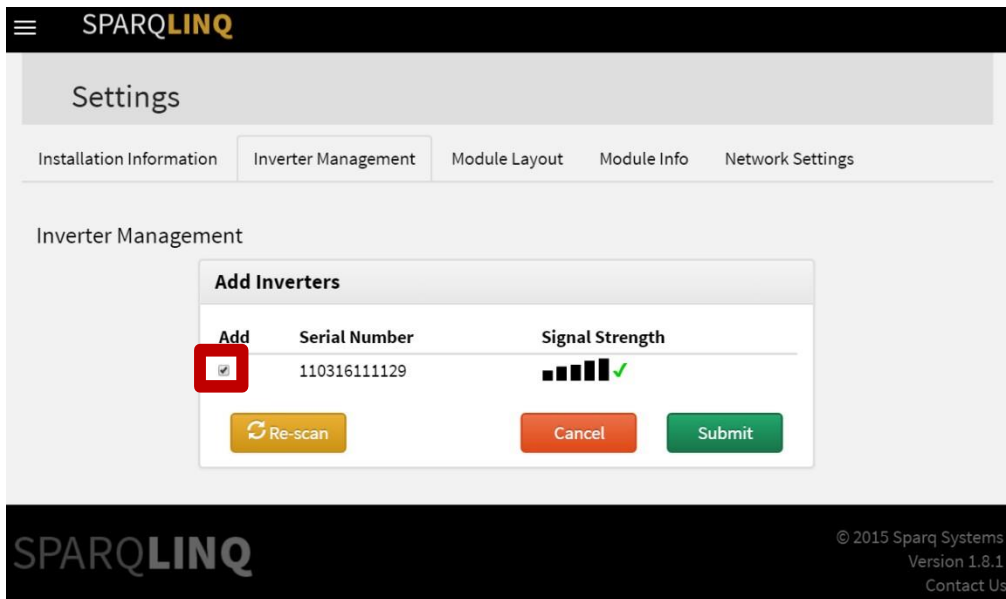 SPARQLINQ
Settings
Installation Information Inverter Management Module Layout Module Info Network Settings
Inverter Management
Add Inverters
Add Serial Number Signal Strength
110316111129
Re-scan Cancel Submit
SPARQLINQ
© 2015 Sparq Systems
Version 1.8.1
Contact Us